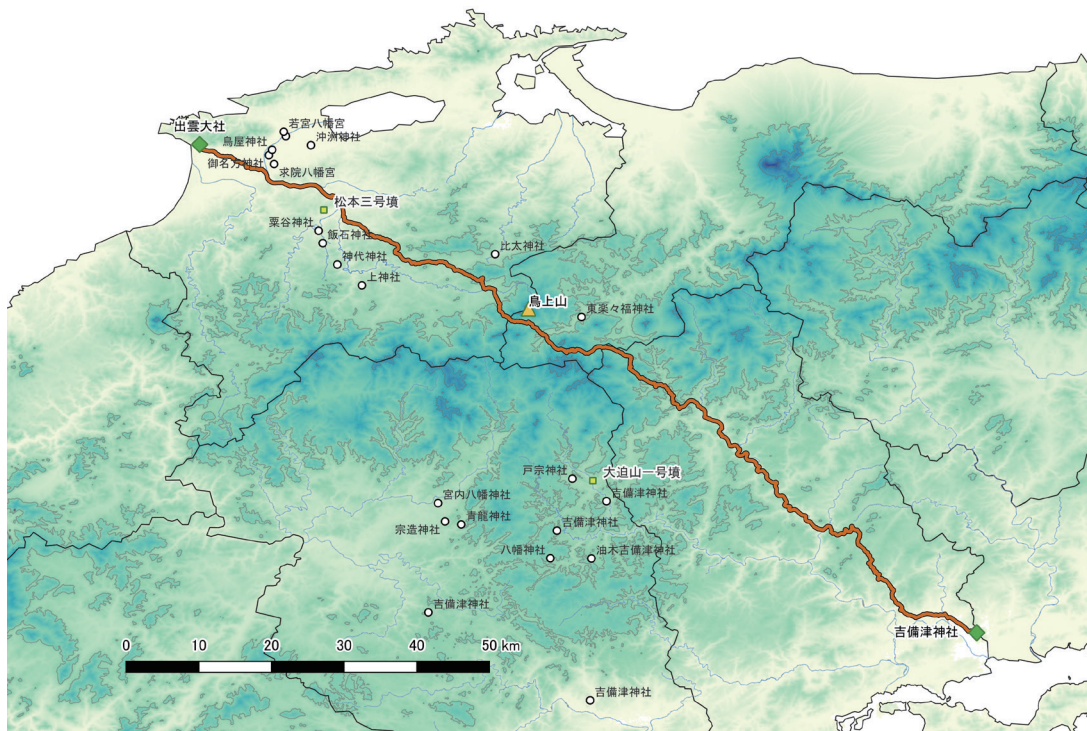 若宮八幡宮
出雲大社
鳥屋神社
沖洲神社
御名方神社
求院八幡宮
松本三号墳
粟谷神社
飯石神社
比太神社
神代神社
上神社
鳥上山
東楽々福神社
戸宗神社
大迫山一号墳
宮内八幡神社
吉備津神社
青龍神社
宗造神社
吉備津神社
八幡神社
油木吉備津神社
吉備津神社
吉備津神社
0 10 20 30 40 50 km
吉備津神社